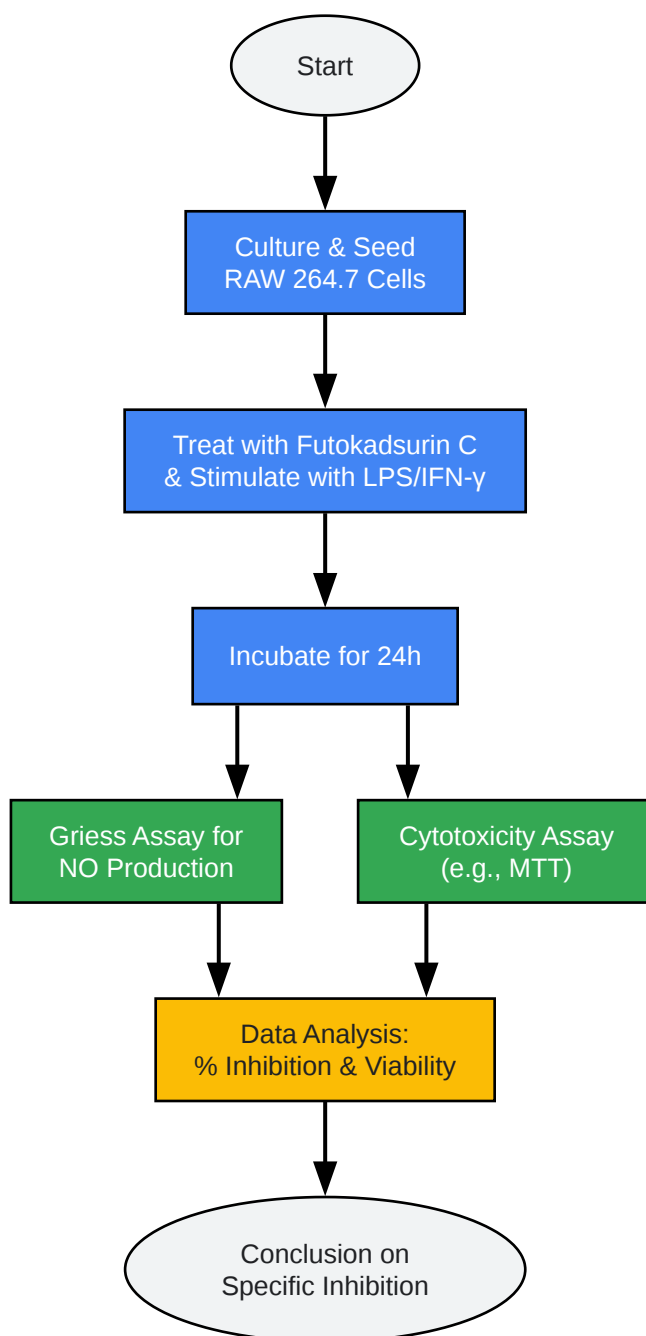 Start
Culture & Seed
RAW 264.7 Cells
Treat with Futokadsurin C
& Stimulate with LPS/IFN-γ
Incubate for 24h
Griess Assay for
NO Production
Cytotoxicity Assay
(e.g., MTT)
Data Analysis:
% Inhibition & Viability
Conclusion on
Specific Inhibition